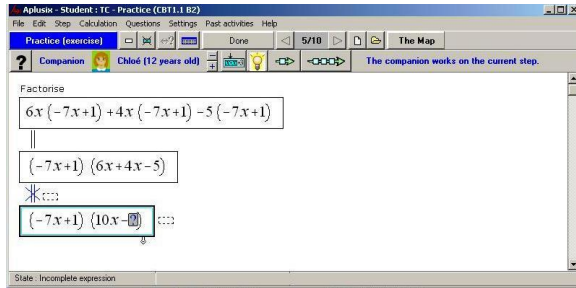 Aplusix - Student : TC - Practice (CBT1.1 B2)
File Edit Step Calculation Questions Settings Past activities Help
Practice (exercise) Done 5/10 The Map
? Companion Chloé (12 years old) The companion works on the current step.
Factorise
6x (-7x+1) +4x (-7x+1) -5 (-7x+1)
(-7x+1) (6x+4x-5)
(-7x+1) (10x-?)
State : Incomplete expression